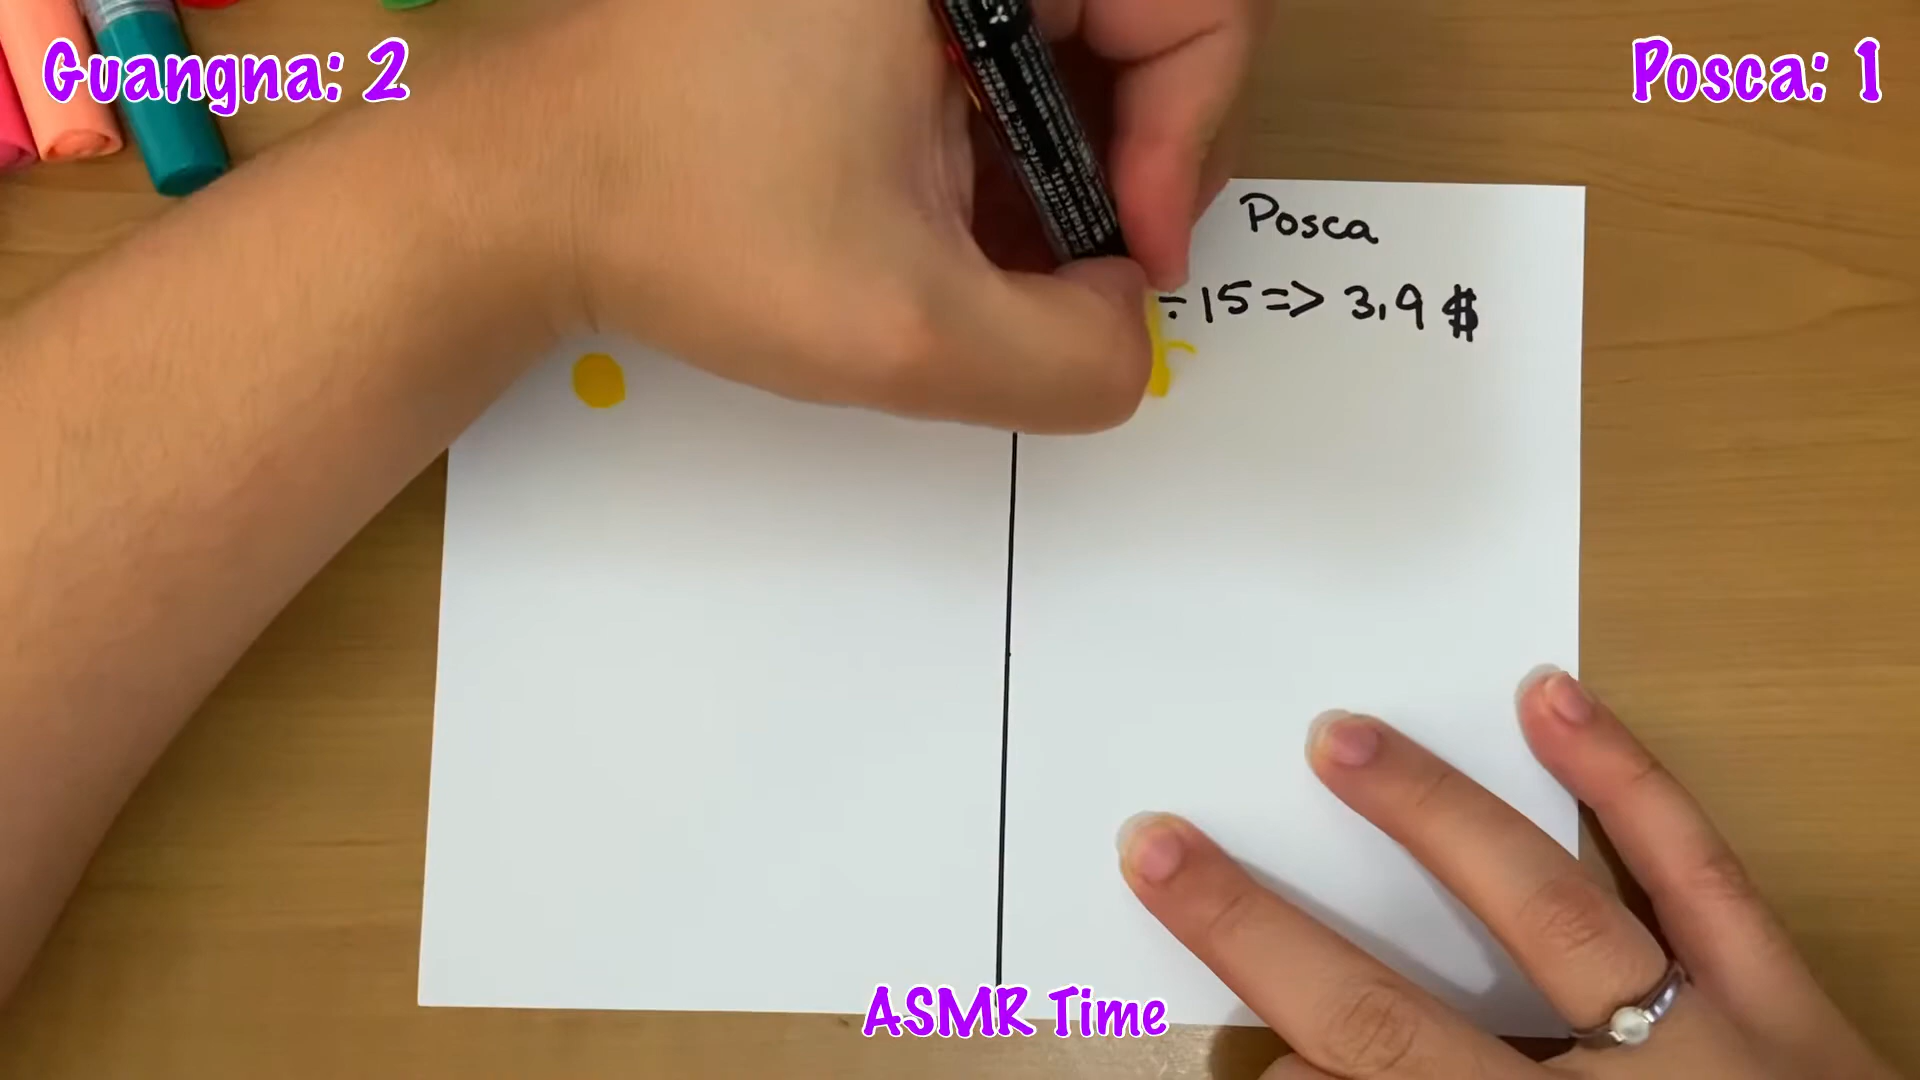 Guangna: 2
Posca: 1
Posca
÷ 15 => 3,9 $
ASMR Time